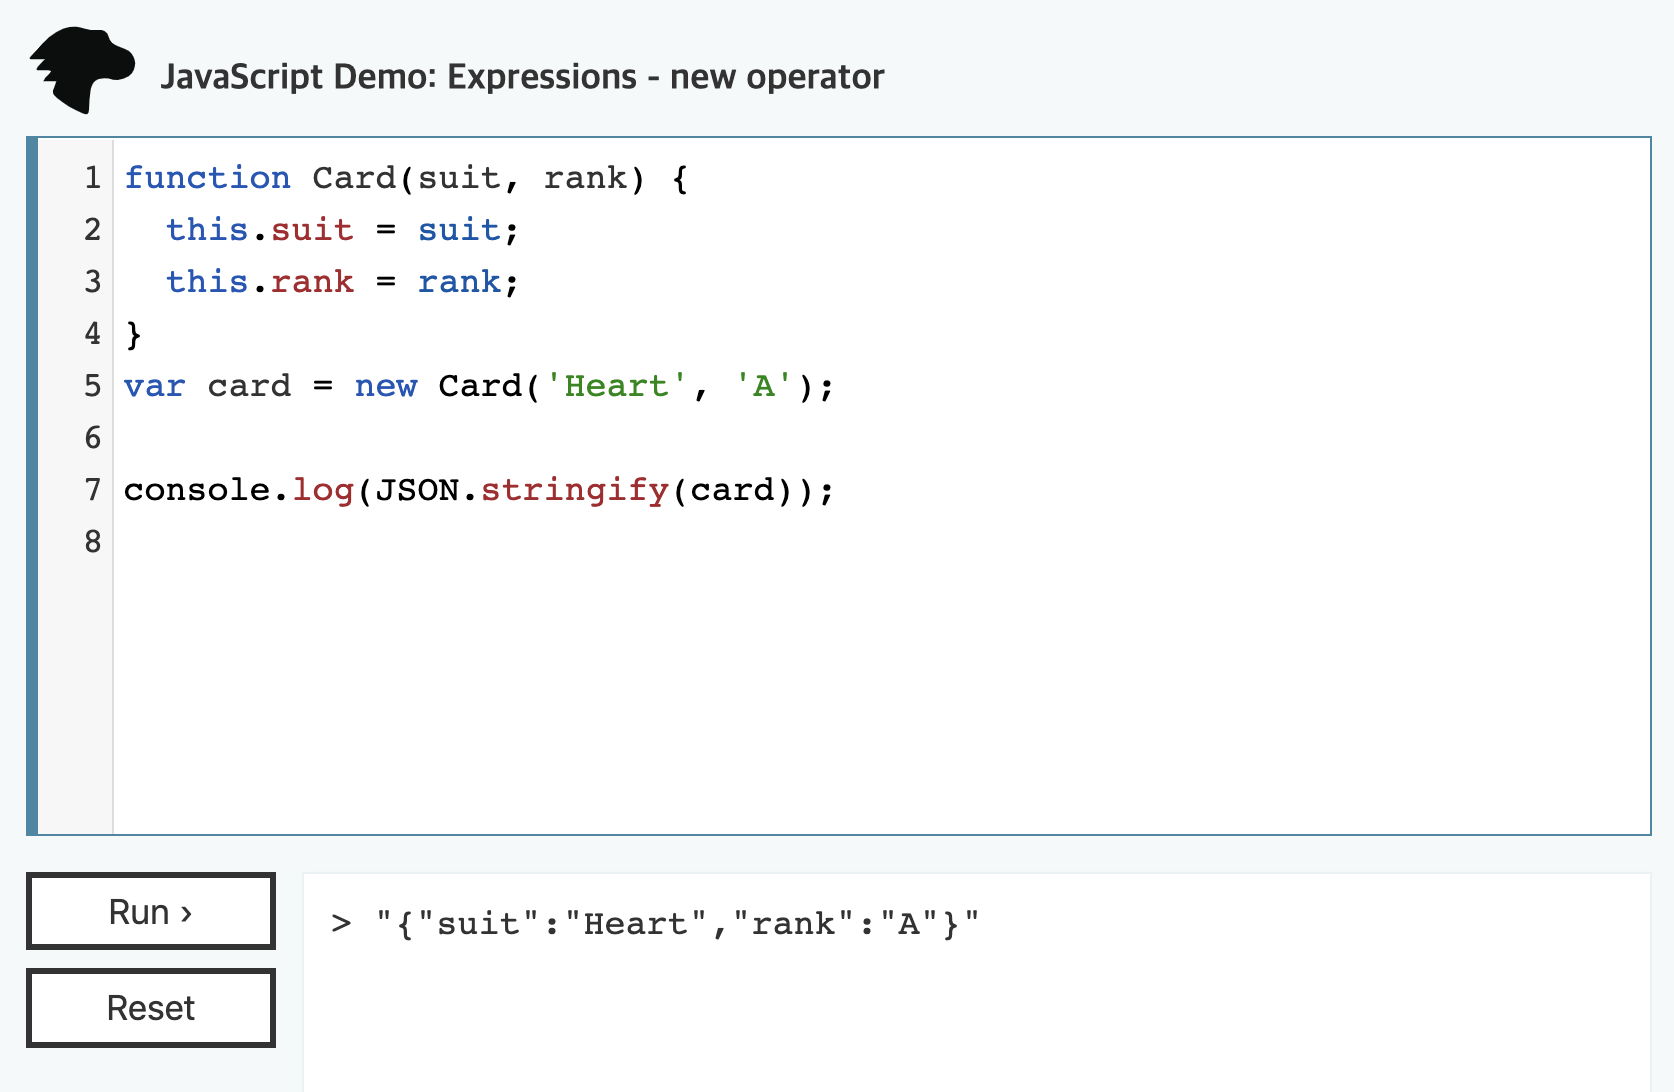 JavaScript Demo: Expressions - new operator
1 function Card(suit, rank) {
2   this.suit = suit;
3   this.rank = rank;
4 }
5 var card = new Card('Heart', 'A');
6
7 console.log(JSON.stringify(card));
8
Run ›
> "{"suit":"Heart","rank":"A"}"
Reset